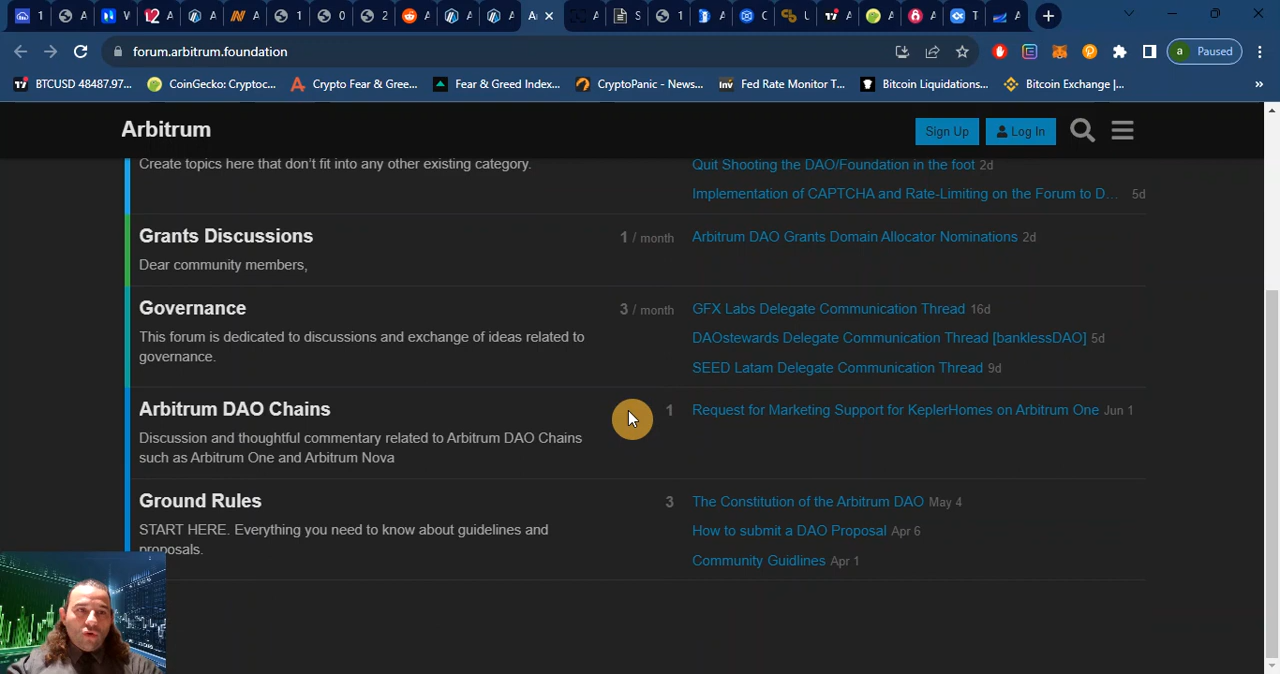 forum.arbitrum.foundation
a Paused
BTCUSD 48487.97...
CoinGecko: Cryptoc...
Crypto Fear & Gree...
Fear & Greed Index...
CryptoPanic - News...
Fed Rate Monitor T...
Bitcoin Liquidations...
Bitcoin Exchange |...
»
Arbitrum
Sign Up
Log In
Create topics here that don't fit into any other existing category.
Quit Shooting the DAO/Foundation in the foot 2d
Implementation of CAPTCHA and Rate-Limiting on the Forum to D... 5d
Grants Discussions
1 / month
Arbitrum DAO Grants Domain Allocator Nominations 2d
Dear community members,
Governance
3 / month
GFX Labs Delegate Communication Thread 16d
This forum is dedicated to discussions and exchange of ideas related to
governance.
DAOstewards Delegate Communication Thread [banklessDAO] 5d
SEED Latam Delegate Communication Thread 9d
Arbitrum DAO Chains
1
Request for Marketing Support for KeplerHomes on Arbitrum One Jun 1
Discussion and thoughtful commentary related to Arbitrum DAO Chains
such as Arbitrum One and Arbitrum Nova
Ground Rules
3
The Constitution of the Arbitrum DAO May 4
START HERE. Everything you need to know about guidelines and
proposals.
How to submit a DAO Proposal Apr 6
Community Guidlines Apr 1